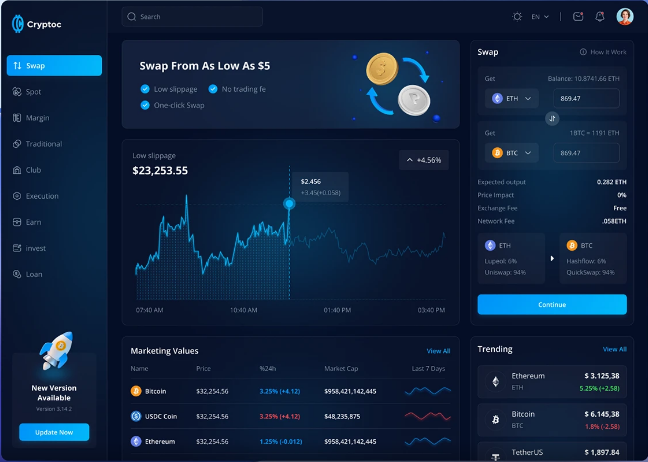 Cryptoc
Search
EN
Swap
Spot
Margin
Traditional
Club
Execution
Earn
invest
Loan
New Version
Available
Version 3.14.2
Update Now
Swap From As Low As $5
Low slippage
No trading fe
One-click Swap
Low slippage
$23,253.55
+4.56%
$2.456
+3.45(+0.058)
07:40 AM
10:40 AM
01:40 PM
03:40 PM
Marketing Values
View All
Name Price %24h Market Cap Last 7 Days
Bitcoin $32,254.56 3.25% (+4.12) $958,421,142,445
USDC Coin $32,254.56 3.25% (+4.12) $48,235,875
Ethereum $32,254.56 1.25% (-0.012) $958,421,142,445
Swap
How it Work
Get
Balance: 10,8741.66 ETH
ETH
869.47
Get
1BTC = 1191 ETH
BTC
869.47
Expected output 0.282 ETH
Price Impact 0%
Exchange Fee Free
Network Fee .058ETH
ETH
Lupeol: 6%
Uniswap: 94%
BTC
Hashflow: 6%
QuickSwap: 94%
Continue
Trending
View All
Ethereum $ 3.125,38
ETH 5.25% (+2.58)
Bitcoin $ 6.145,38
BTC 1.8% (-2.58)
TetherUS $ 1,897.84